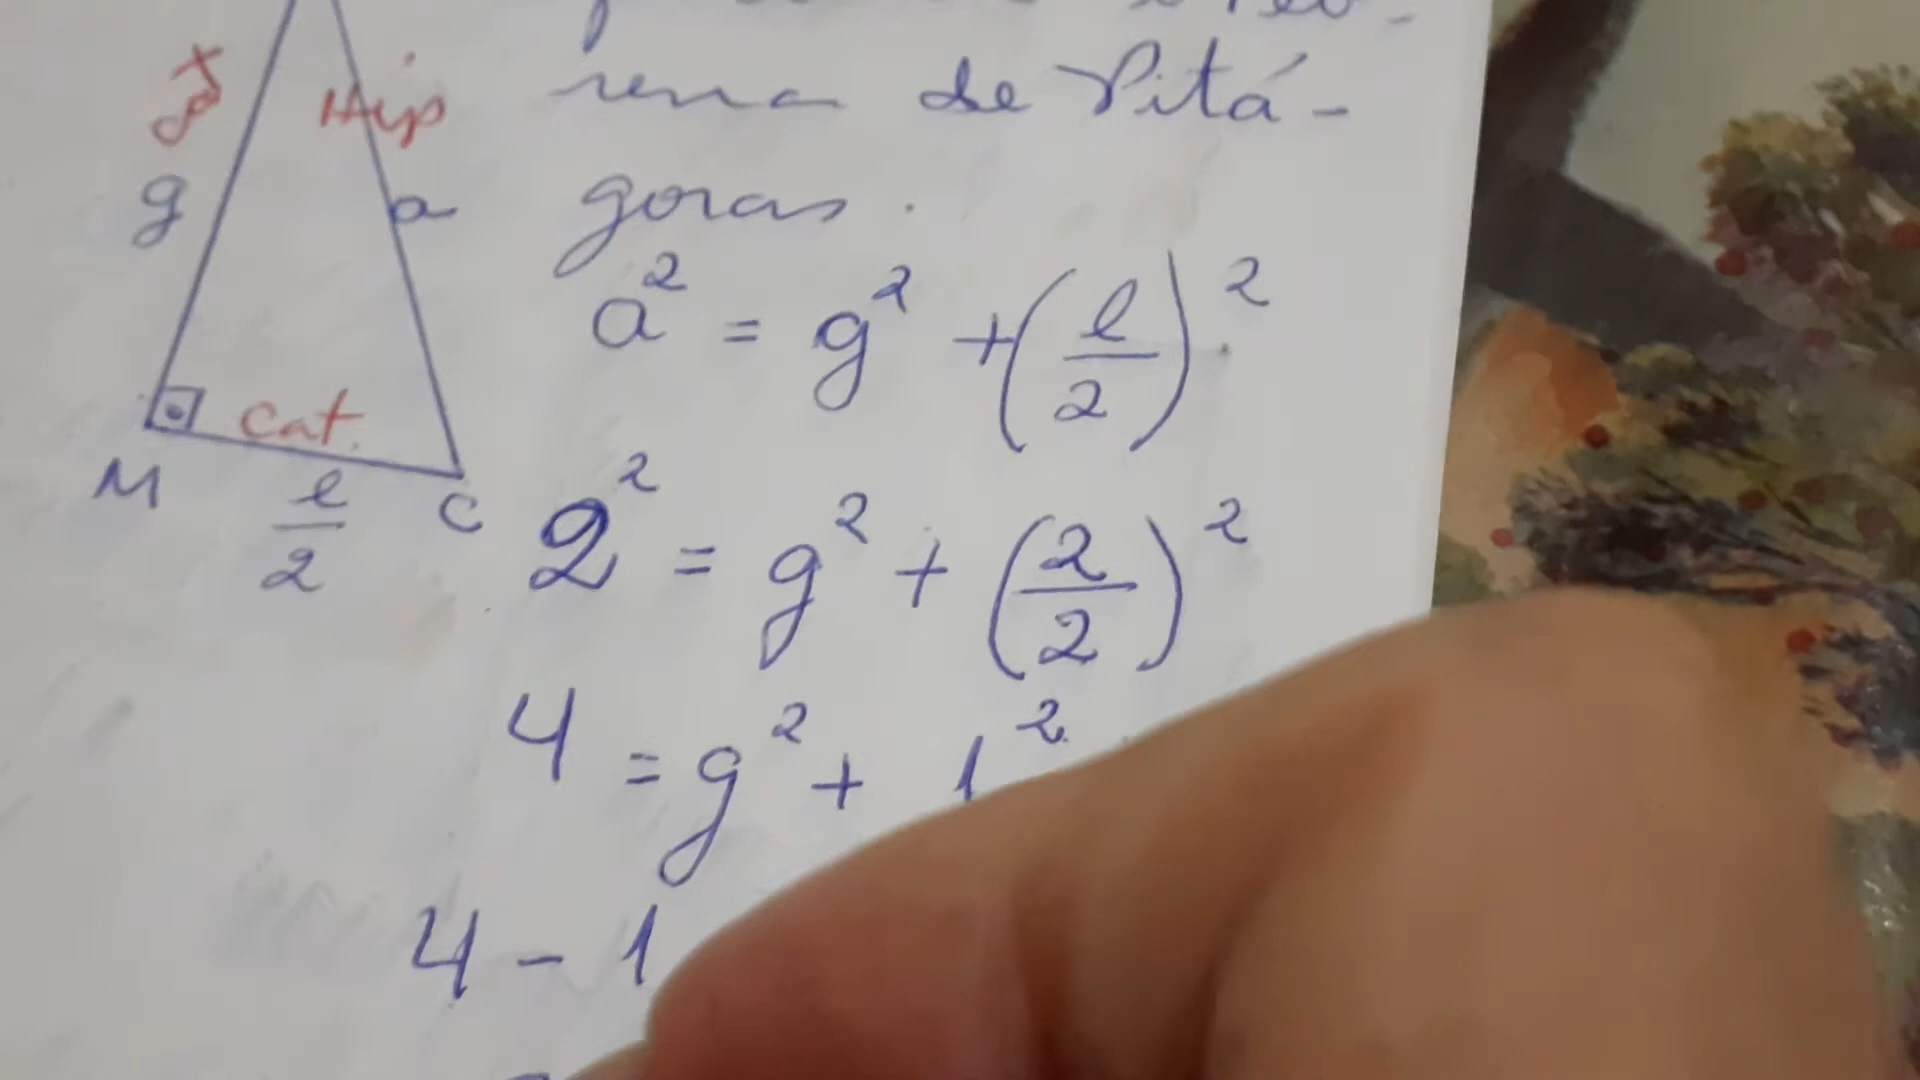 rema de Pitá-
goras.
cat
Hip
g
a
a² = g² + (l/2)²
cat.
M
l/2
C
2² = g² + (2/2)²
4 = g² + 1²
4 - 1